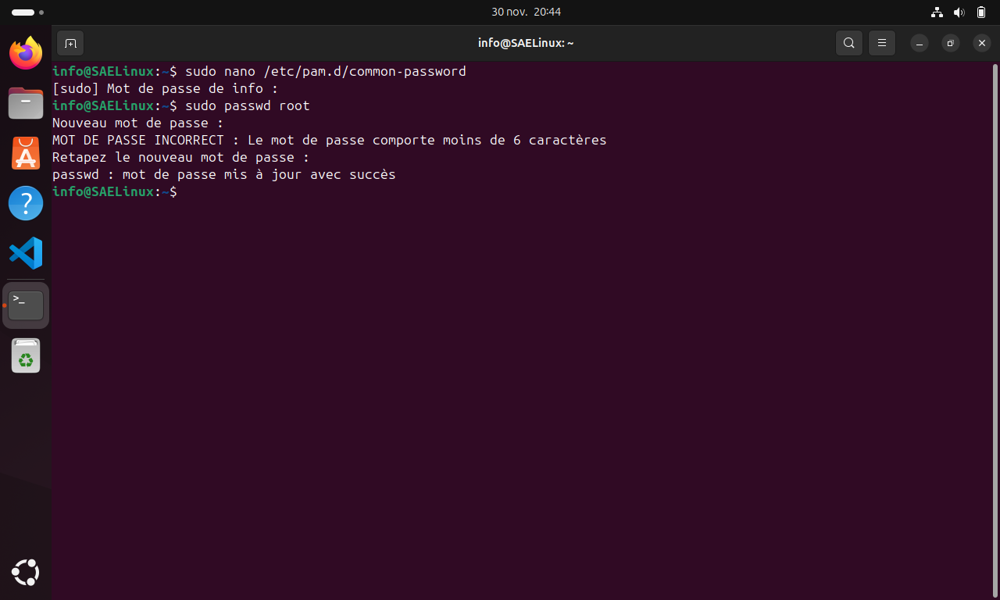 30 nov. 20:44
info@SAELinux: ~
info@SAELinux:~$ sudo nano /etc/pam.d/common-password
[sudo] Mot de passe de info :
info@SAELinux:~$ sudo passwd root
Nouveau mot de passe :
MOT DE PASSE INCORRECT : Le mot de passe comporte moins de 6 caractères
Retapez le nouveau mot de passe :
passwd : mot de passe mis à jour avec succès
info@SAELinux:~$